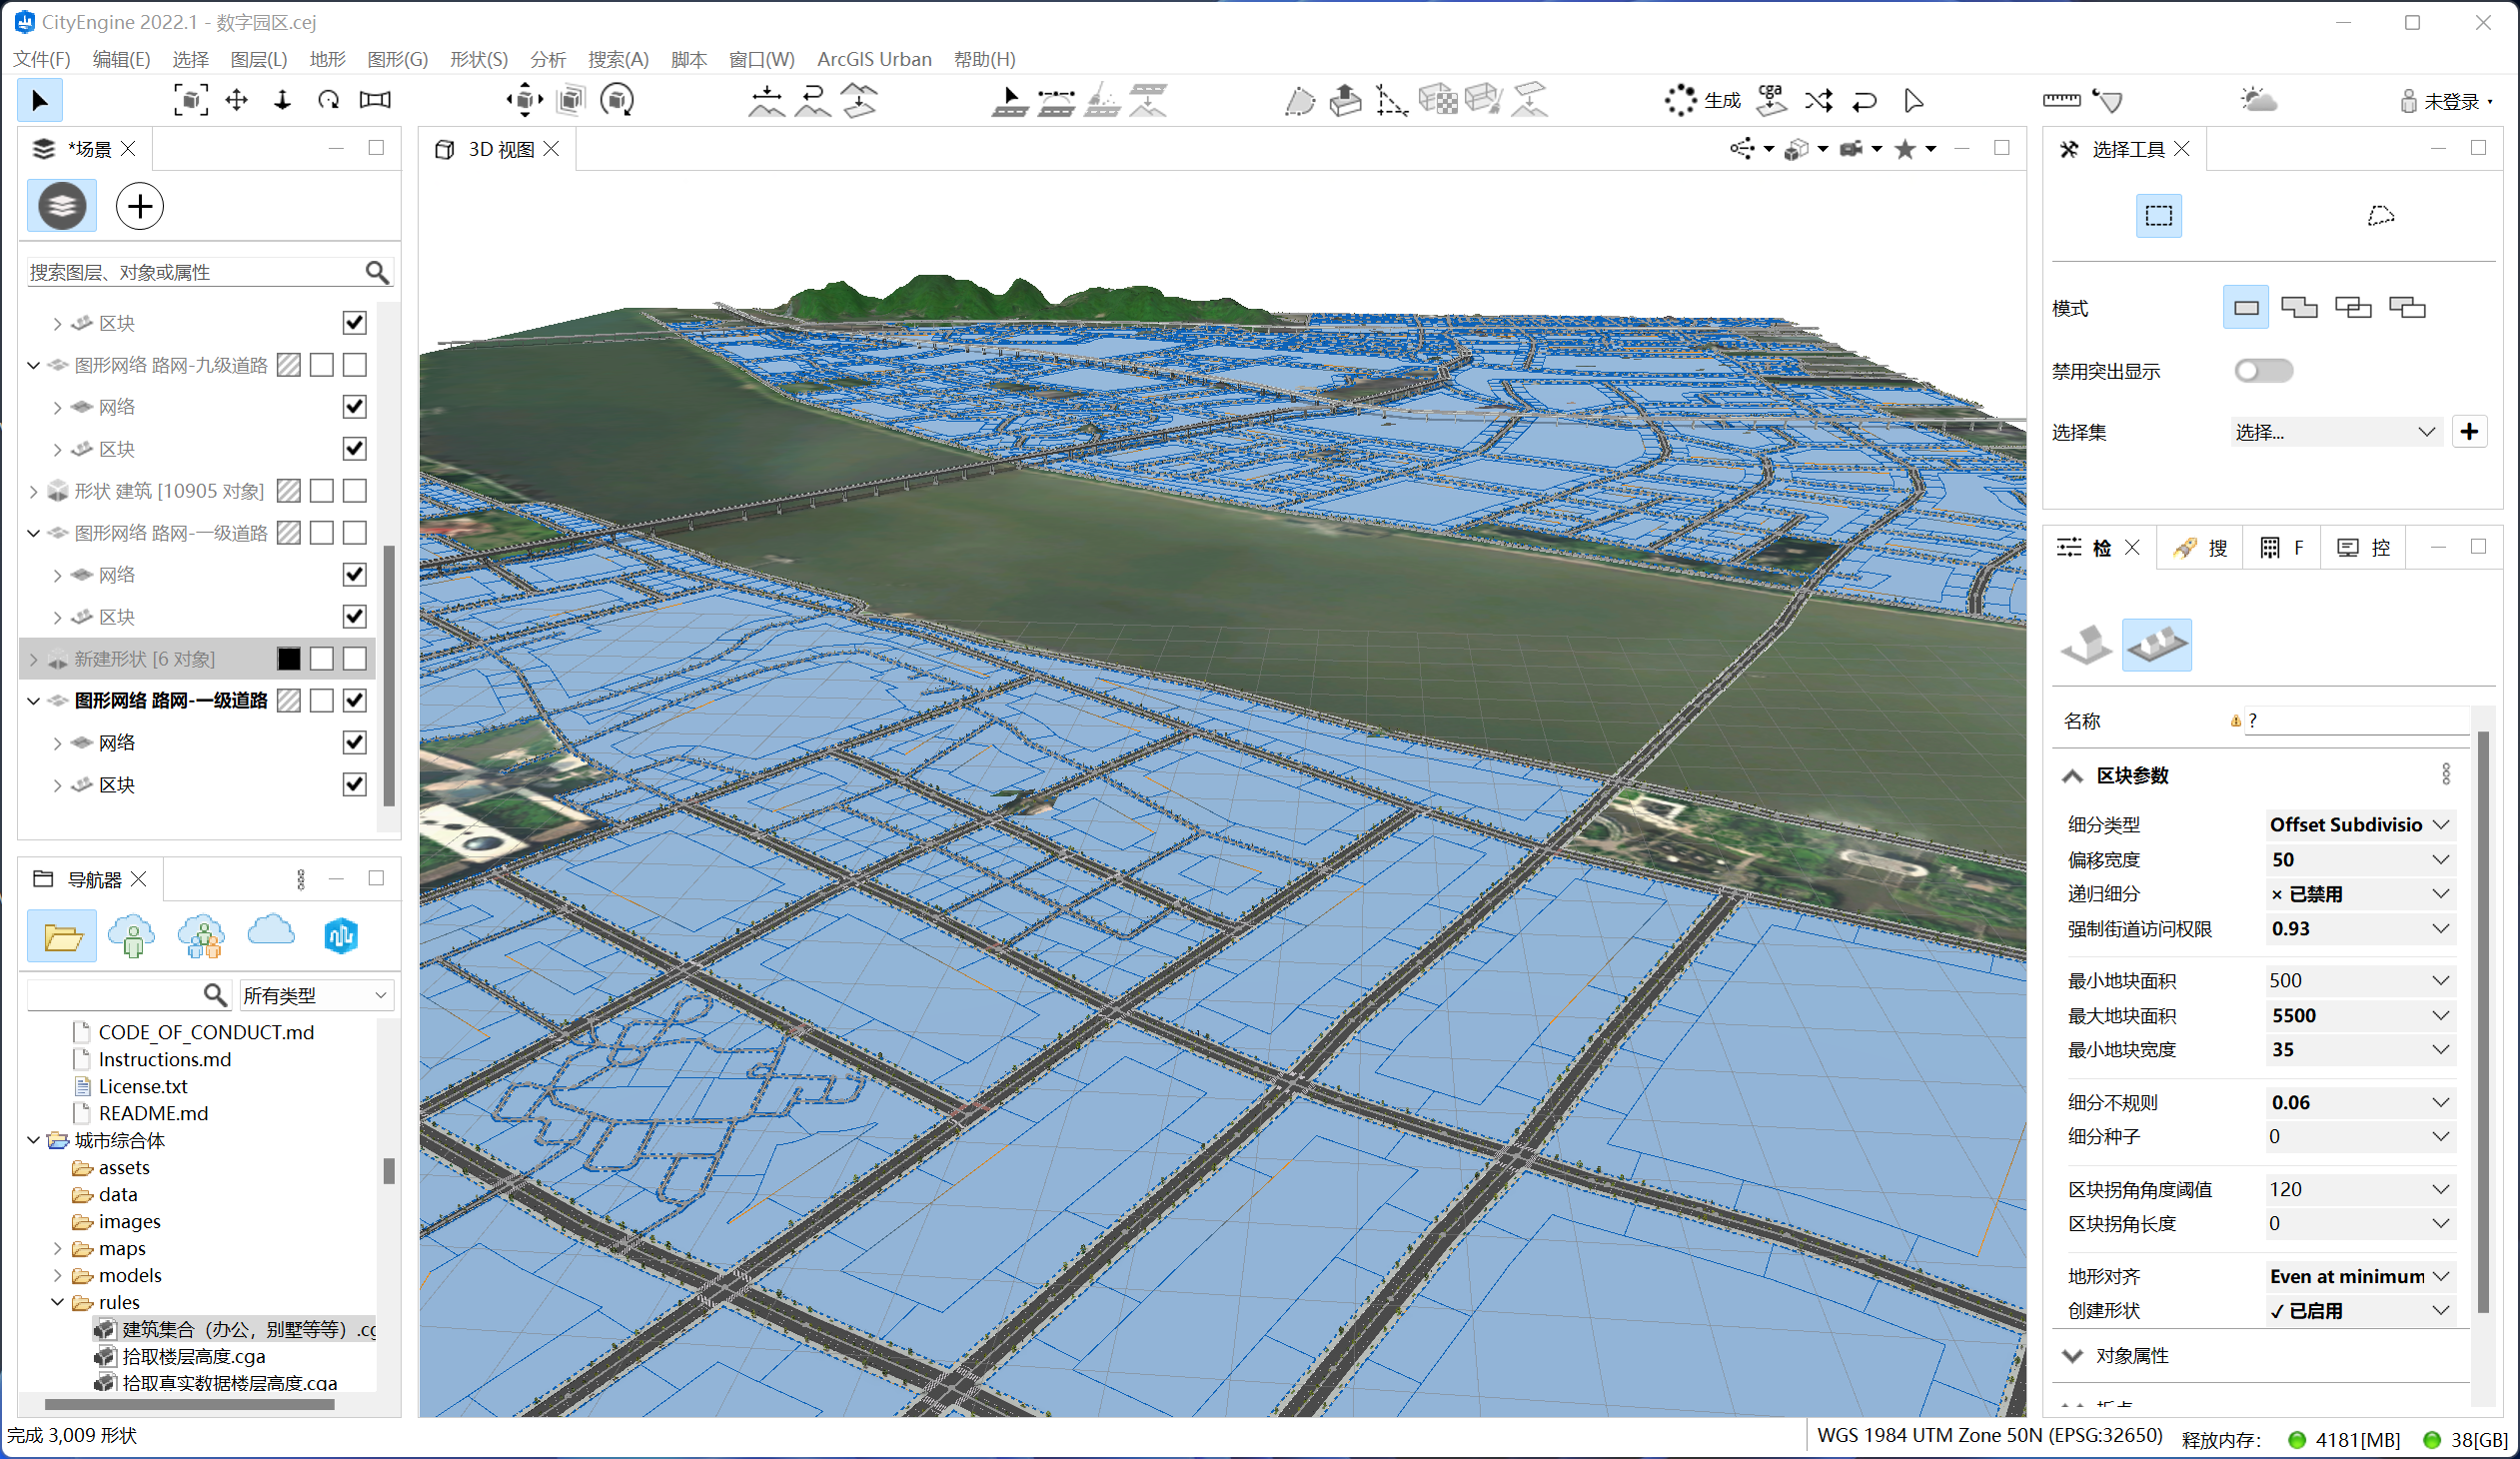 CityEngine 2022.1 - 数字园区.cej
文件(F) 编辑(E) 选择 图层(L) 地形 图形(G) 形状(S) 分析 搜索(A) 脚本 窗口(W) ArcGIS Urban 帮助(H)
生成 cga 未登录
*场景
搜索图层、对象或属性
区块
图形网络 路网-九级道路
网络
区块
形状 建筑 [10905 对象]
图形网络 路网-一级道路
网络
区块
新建形状 [6 对象]
图形网络 路网-一级道路
网络
区块
导航器
所有类型
CODE_OF_CONDUCT.md
Instructions.md
License.txt
README.md
城市综合体
assets
data
images
maps
models
rules
建筑集合（办公，别墅等等）.cg
拾取楼层高度.cga
拾取真实数据楼层高度.cga
3D 视图
选择工具
模式
禁用突出显示
选择集 选择...
检 搜 F 控
名称 ?
区块参数
细分类型 Offset Subdivisio
偏移宽度 50
递归细分 × 已禁用
强制街道访问权限 0.93
最小地块面积 500
最大地块面积 5500
最小地块宽度 35
细分不规则 0.06
细分种子 0
区块拐角角度阈值 120
区块拐角长度 0
地形对齐 Even at minimum
创建形状 ✓ 已启用
对象属性
完成 3,009 形状
WGS 1984 UTM Zone 50N (EPSG:32650) 释放内存: 4181[MB] 38[GB]